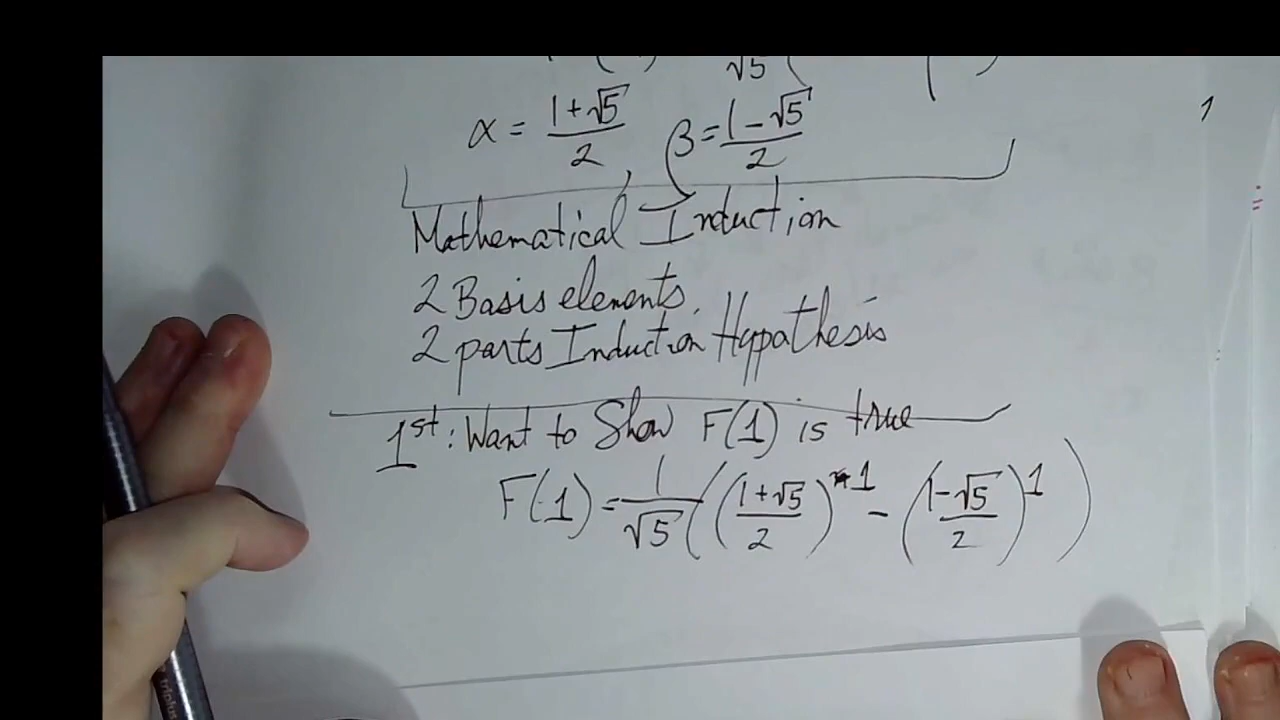 √5
α = (1+√5)/2 , β = (1-√5)/2
Mathematical Induction
2 Basis elements.
2 parts Induction Hypothesis
1st: Want to Show F(1) is true
F(1) = 1/√5 (((1+√5)/2)^1 - ((1-√5)/2)^1)